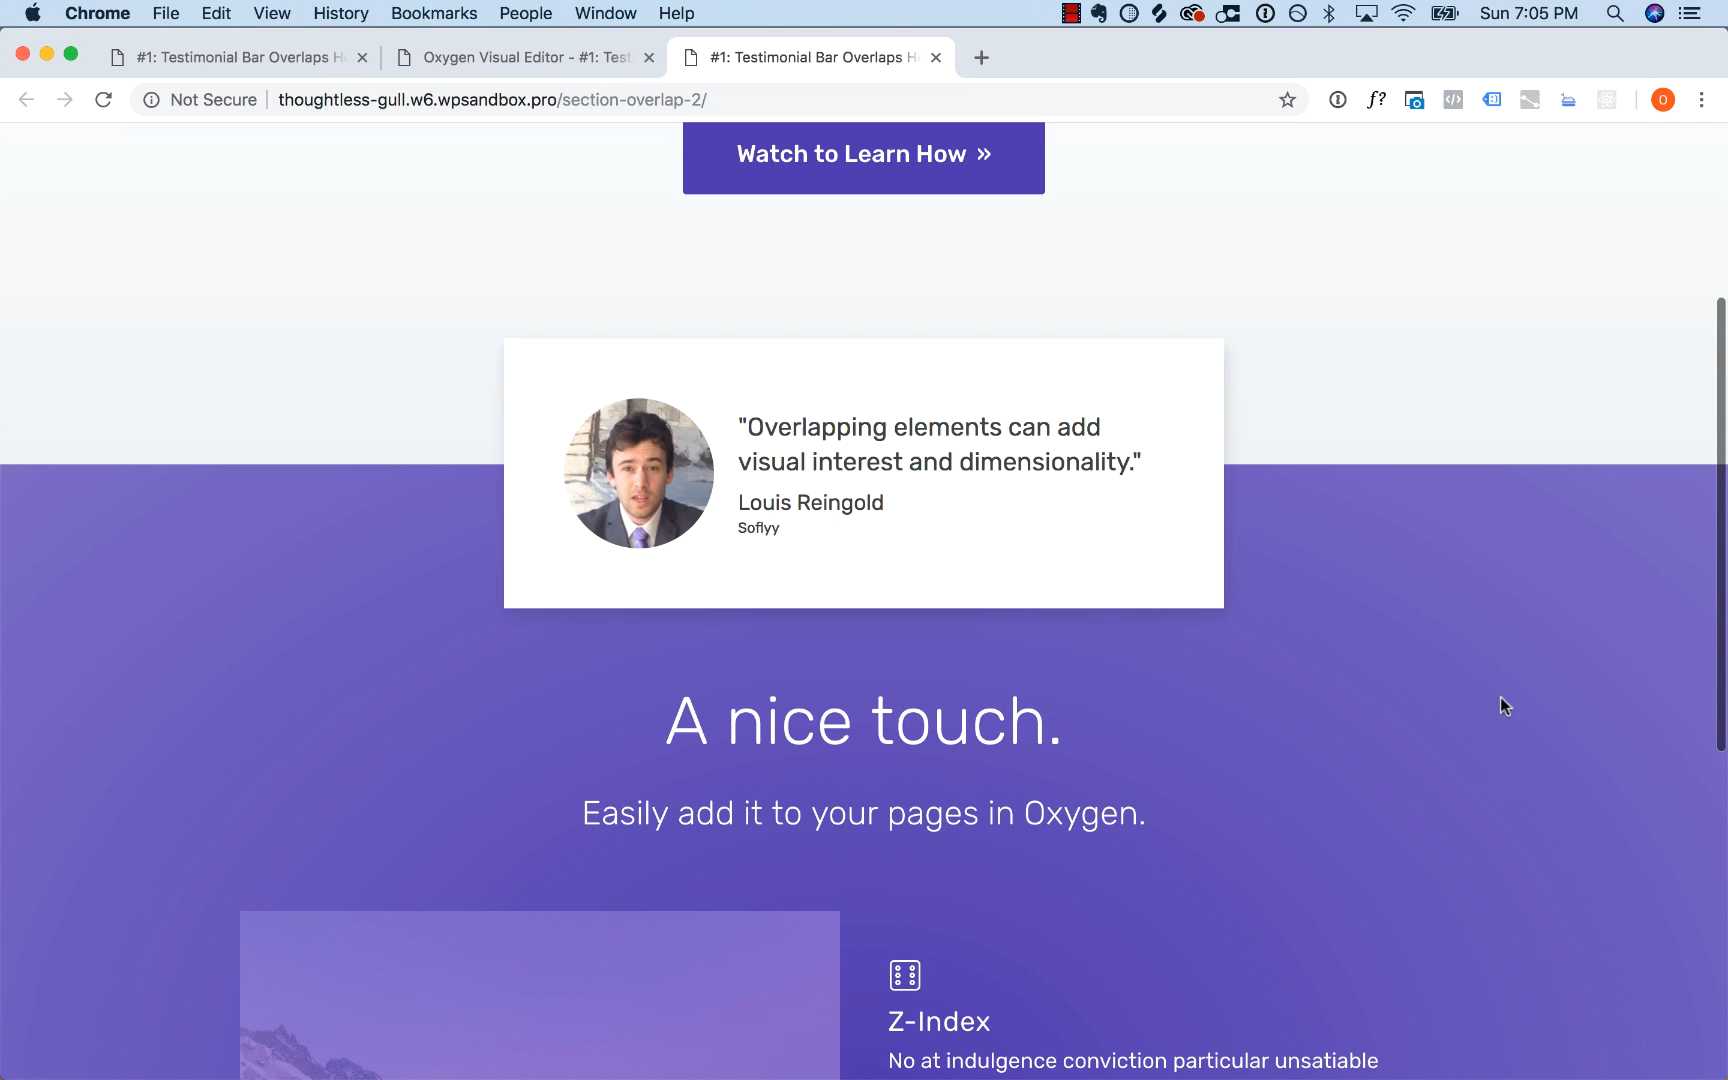 Chrome File Edit View History Bookmarks People Window Help Sun 7:05 PM
#1: Testimonial Bar Overlaps H
Oxygen Visual Editor - #1: Test
#1: Testimonial Bar Overlaps H
Not Secure thoughtless-gull.w6.wpsandbox.pro/section-overlap-2/ f? O
Watch to Learn How »
"Overlapping elements can add
visual interest and dimensionality."
Louis Reingold
Soflyy
A nice touch.
Easily add it to your pages in Oxygen.
Z-Index
No at indulgence conviction particular unsatiable